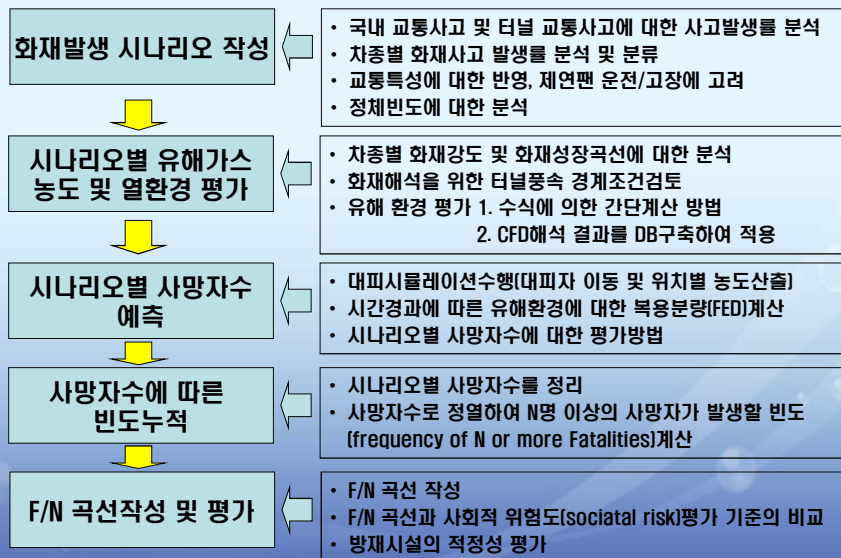 화재발생 시나리오 작성
• 국내 교통사고 및 터널 교통사고에 대한 사고발생률 분석
• 차종별 화재사고 발생률 분석 및 분류
• 교통특성에 대한 반영, 제연팬 운전/고장에 고려
• 정체빈도에 대한 분석
시나리오별 유해가스
농도 및 열환경 평가
• 차종별 화재강도 및 화재성장곡선에 대한 분석
• 화재해석을 위한 터널풍속 경계조건검토
• 유해 환경 평가 1. 수식에 의한 간단계산 방법
2. CFD해석 결과를 DB구축하여 적용
시나리오별 사망자수
예측
• 대피시뮬레이션수행(대피자 이동 및 위치별 농도산출)
• 시간경과에 따른 유해환경에 대한 복용분량(FED)계산
• 시나리오별 사망자수에 대한 평가방법
사망자수에 따른
빈도누적
• 시나리오별 사망자수를 정리
• 사망자수로 정렬하여 N명 이상의 사망자가 발생할 빈도
(frequency of N or more Fatalities)계산
F/N 곡선작성 및 평가
• F/N 곡선 작성
• F/N 곡선과 사회적 위험도(sociatal risk)평가 기준의 비교
• 방재시설의 적정성 평가